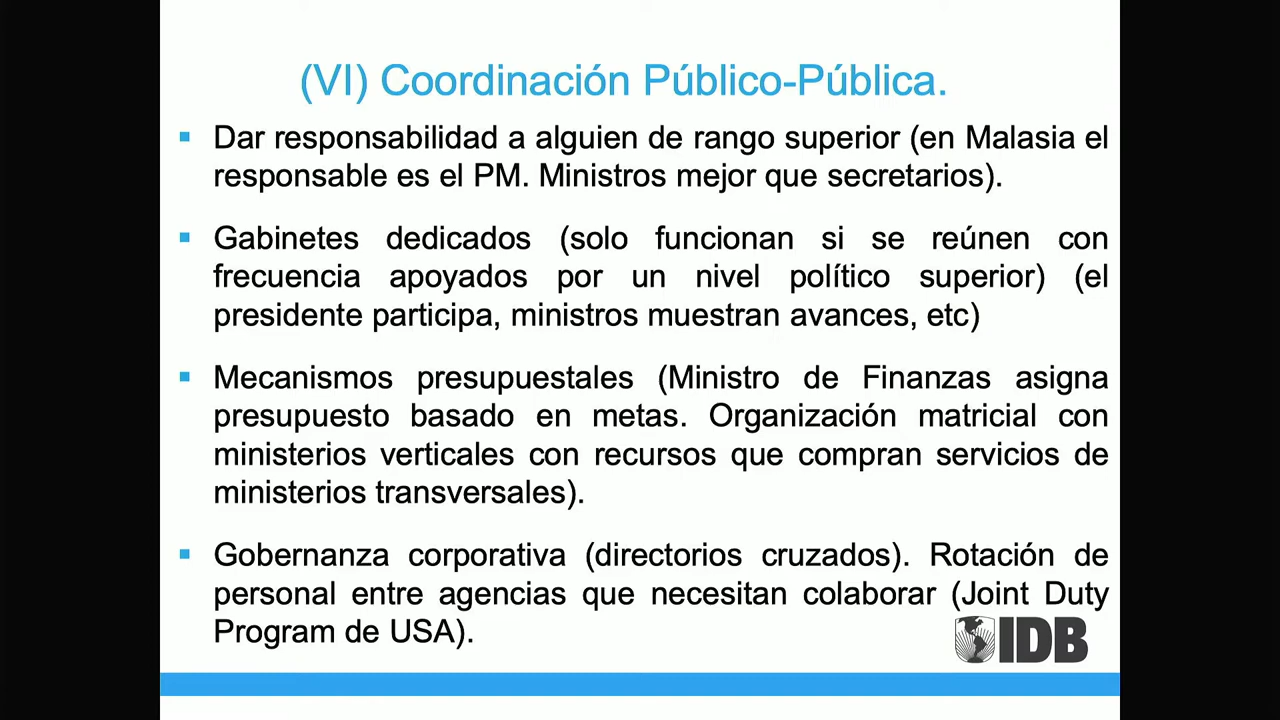 (VI) Coordinación Público-Pública.
▪ Dar responsabilidad a alguien de rango superior (en Malasia el
responsable es el PM. Ministros mejor que secretarios).
▪ Gabinetes dedicados (solo funcionan si se reúnen con
frecuencia apoyados por un nivel político superior) (el
presidente participa, ministros muestran avances, etc)
▪ Mecanismos presupuestales (Ministro de Finanzas asigna
presupuesto basado en metas. Organización matricial con
ministerios verticales con recursos que compran servicios de
ministerios transversales).
▪ Gobernanza corporativa (directorios cruzados). Rotación de
personal entre agencias que necesitan colaborar (Joint Duty
Program de USA).
IDB